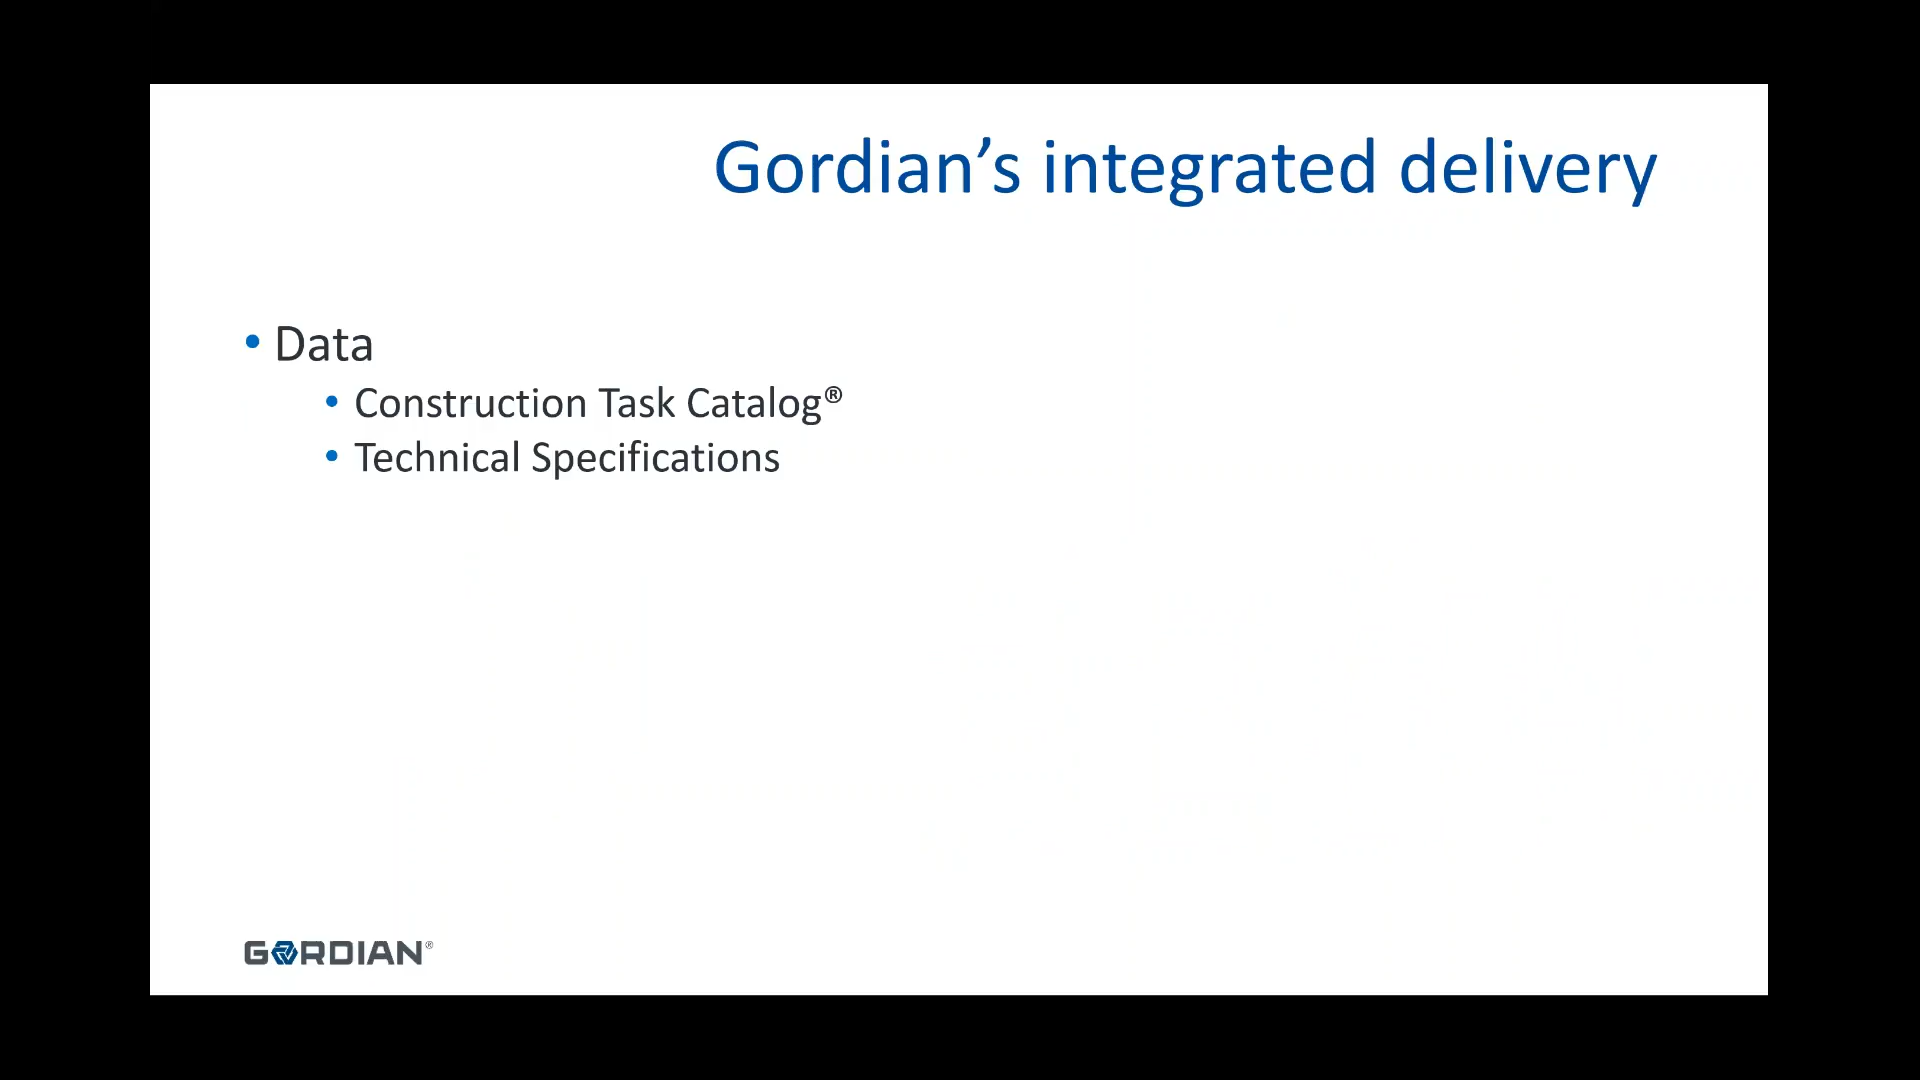 Gordian’s integrated delivery
• Data
• Construction Task Catalog®
• Technical Specifications
GORDIAN®